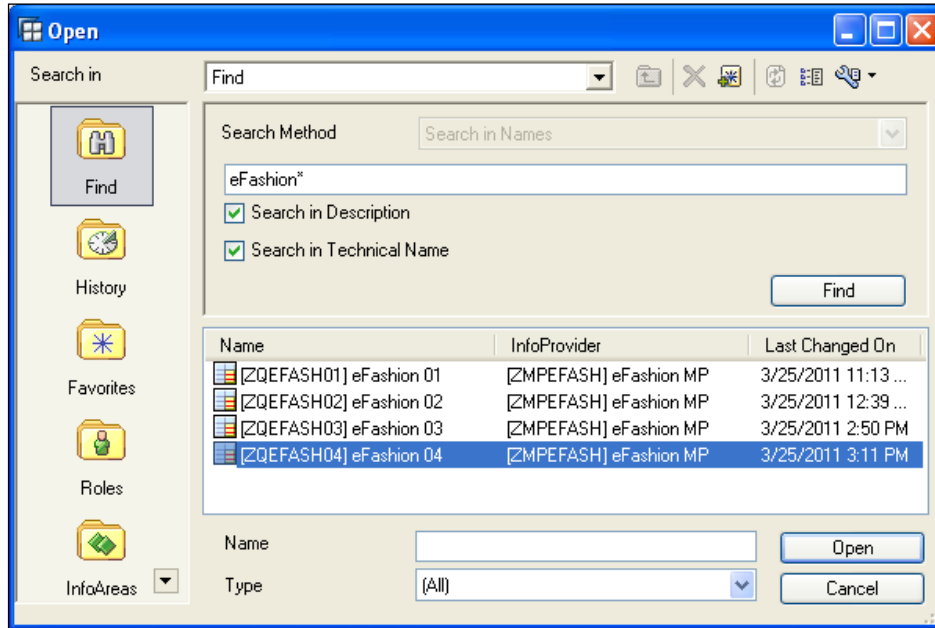 Open
Search in
Find
Find
History
Favorites
Roles
InfoAreas
Search Method
Search in Names
eFashion*
Search in Description
Search in Technical Name
Find
Name InfoProvider Last Changed On
[ZQEFASH01] eFashion 01 [ZMPEFASH] eFashion MP 3/25/2011 11:13 ...
[ZQEFASH02] eFashion 02 [ZMPEFASH] eFashion MP 3/25/2011 12:39 ...
[ZQEFASH03] eFashion 03 [ZMPEFASH] eFashion MP 3/25/2011 2:50 PM
[ZQEFASH04] eFashion 04 [ZMPEFASH] eFashion MP 3/25/2011 3:11 PM
Name
Open
Type (All)
Cancel